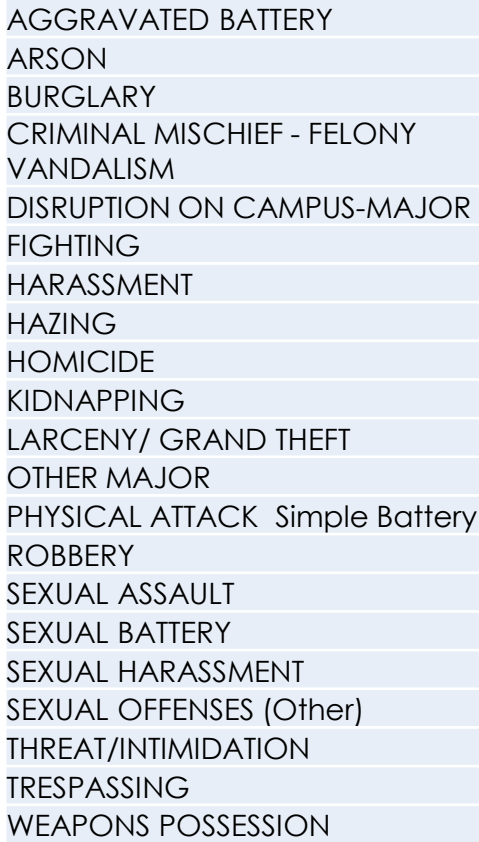 AGGRAVATED BATTERY
ARSON
BURGLARY
CRIMINAL MISCHIEF - FELONY
VANDALISM
DISRUPTION ON CAMPUS-MAJOR
FIGHTING
HARASSMENT
HAZING
HOMICIDE
KIDNAPPING
LARCENY/ GRAND THEFT
OTHER MAJOR
PHYSICAL ATTACK  Simple Battery
ROBBERY
SEXUAL ASSAULT
SEXUAL BATTERY
SEXUAL HARASSMENT
SEXUAL OFFENSES (Other)
THREAT/INTIMIDATION
TRESPASSING
WEAPONS POSSESSION